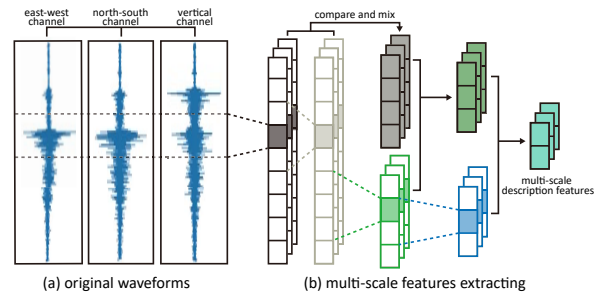 east-west
channel
north-south
channel
vertical
channel
compare and mix
multi-scale
description features
(a) original waveforms
(b) multi-scale features extracting